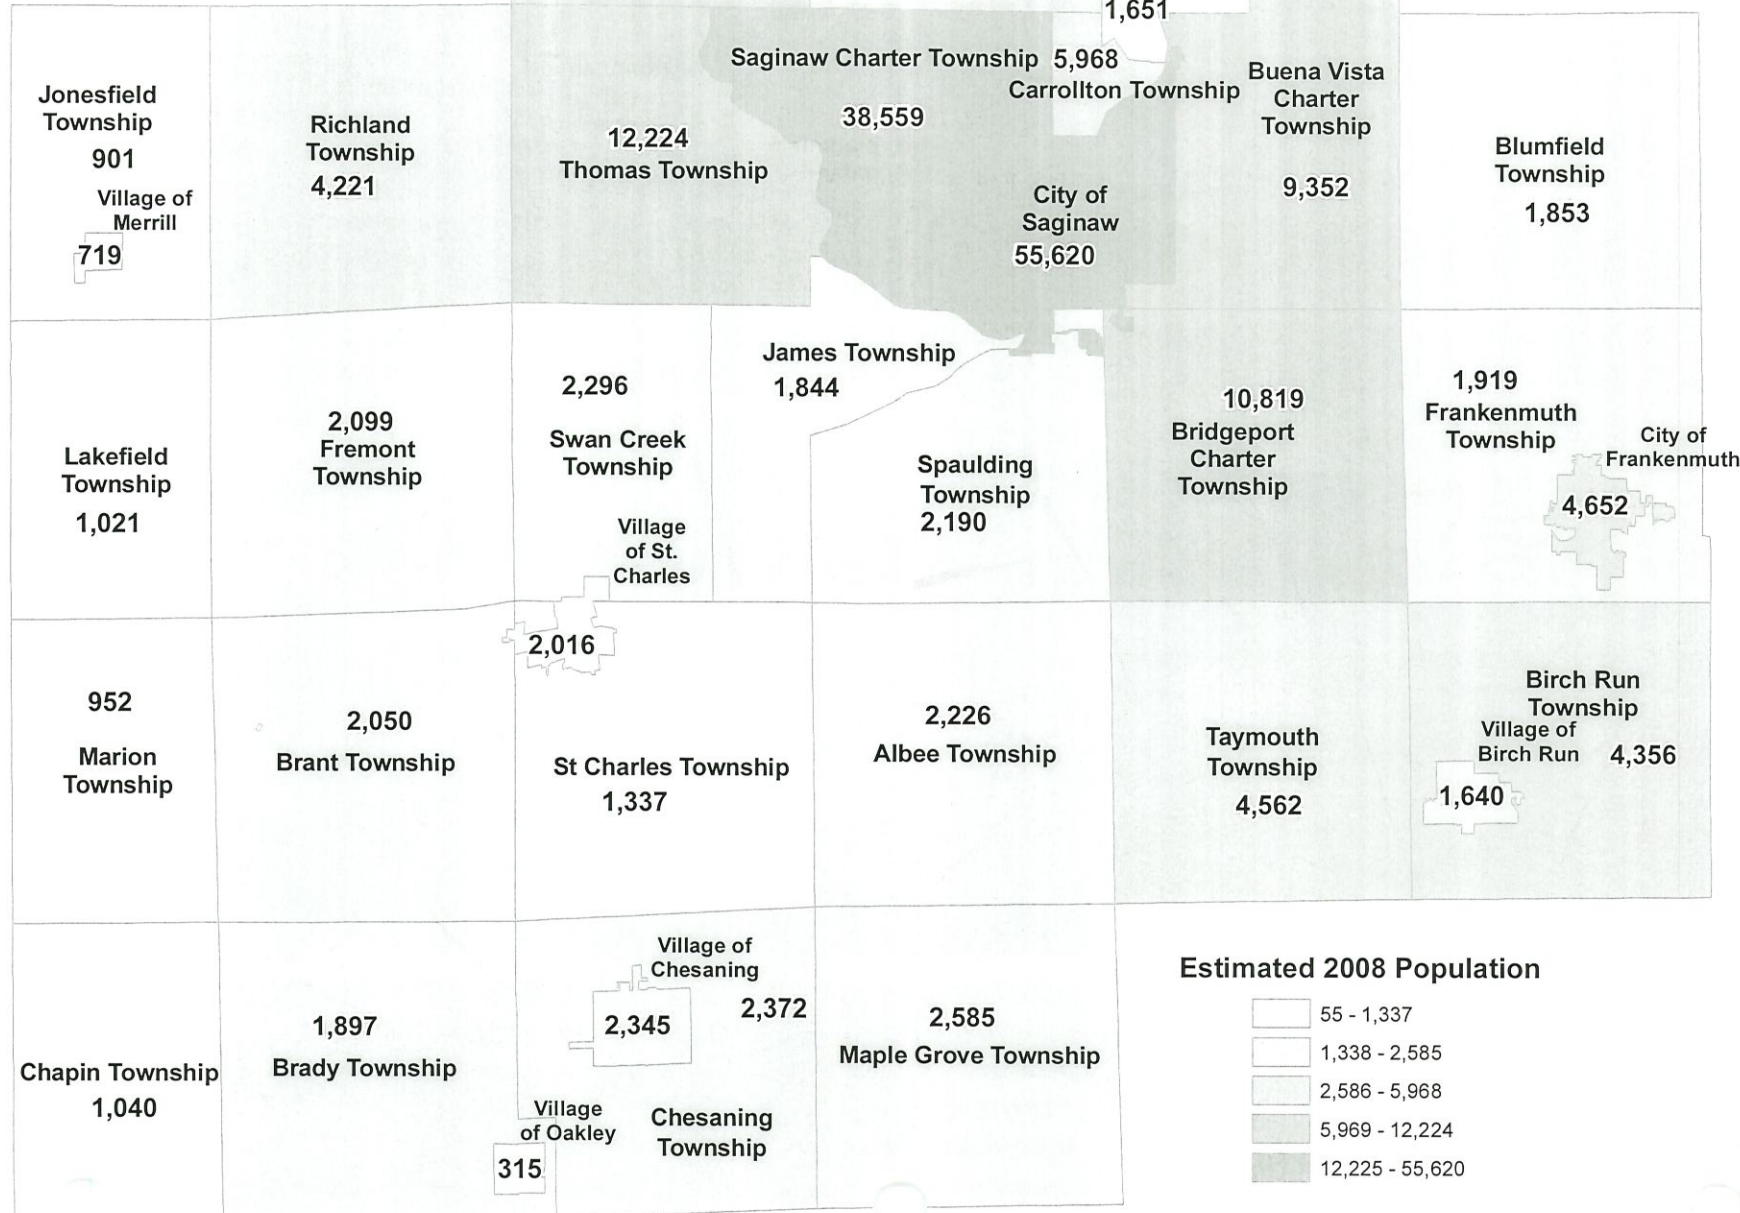 1,651
Saginaw Charter Township
38,559
5,968
Carrollton Township
Buena Vista
Charter
Township
9,352
Jonesfield
Township
901
Village of
Merrill
719
Richland
Township
4,221
12,224
Thomas Township
City of
Saginaw
55,620
Blumfield
Township
1,853
Lakefield
Township
1,021
2,099
Fremont
Township
2,296
Swan Creek
Township
Village
of St.
Charles
2,016
James Township
1,844
Spaulding
Township
2,190
10,819
Bridgeport
Charter
Township
1,919
Frankenmuth
Township
City of
Frankenmuth
4,652
952
Marion
Township
2,050
Brant Township
St Charles Township
1,337
2,226
Albee Township
Taymouth
Township
4,562
Birch Run
Township
4,356
Village of
Birch Run
1,640
Chapin Township
1,040
1,897
Brady Township
Village of
Chesaning
2,345
2,372
Chesaning
Township
Village
of Oakley
315
2,585
Maple Grove Township
Estimated 2008 Population
55 - 1,337
1,338 - 2,585
2,586 - 5,968
5,969 - 12,224
12,225 - 55,620